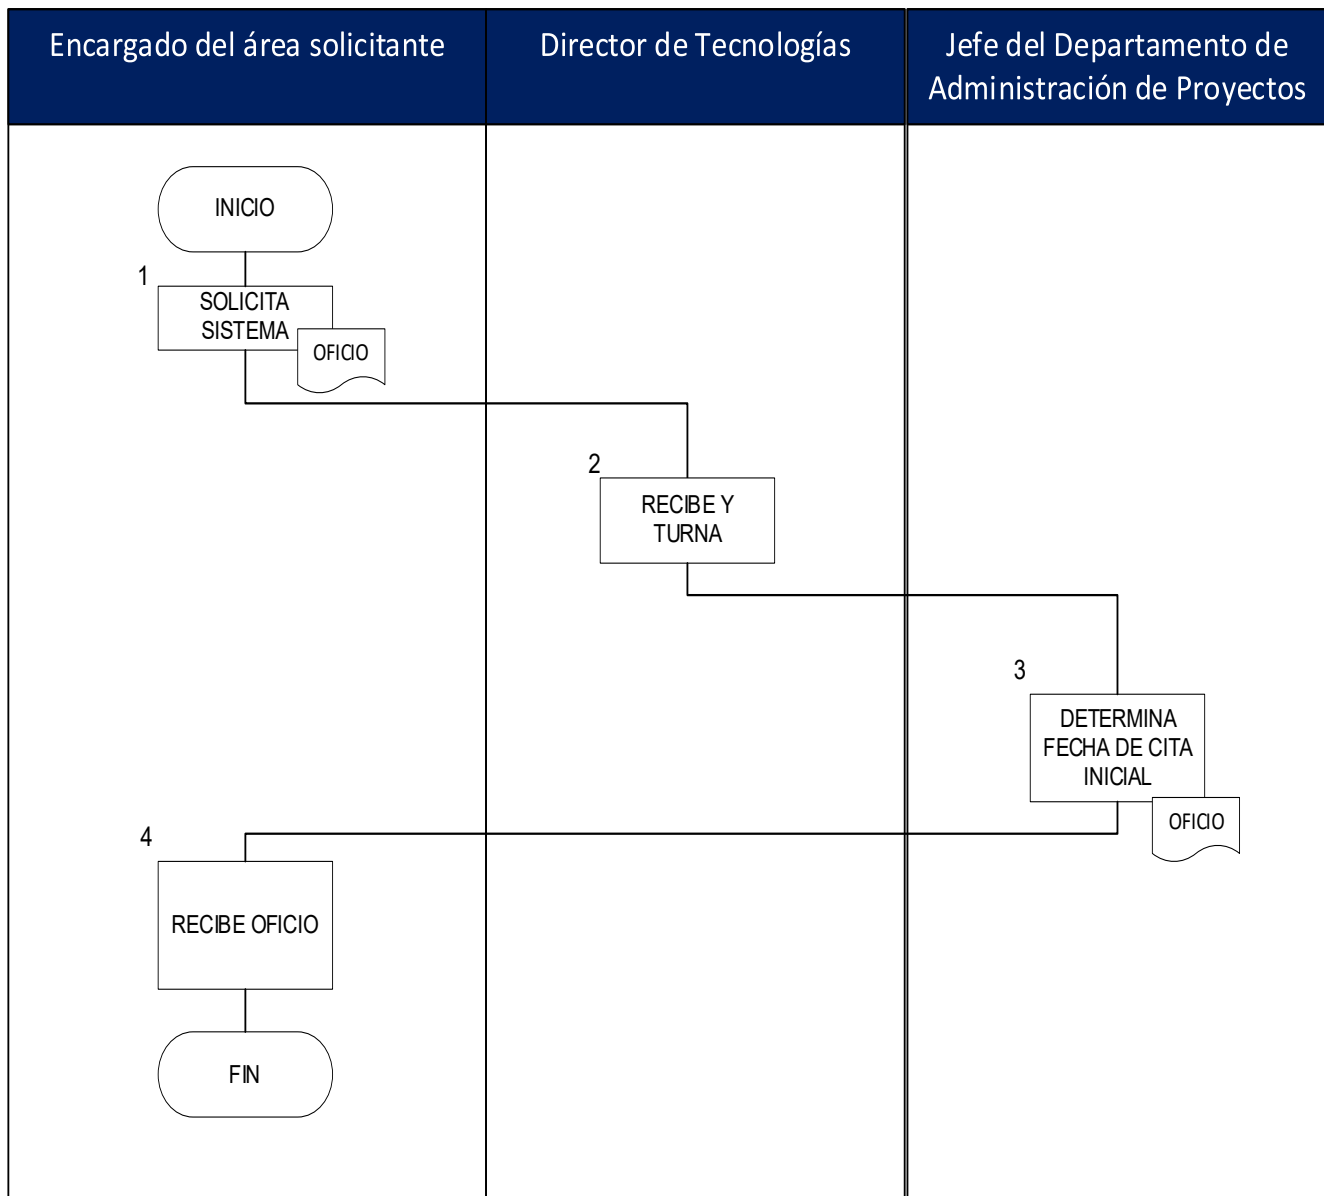 Encargado del área solicitante
Director de Tecnologías
Jefe del Departamento de
Administración de Proyectos
INICIO
1
SOLICITA
SISTEMA
OFICIO
2
RECIBE Y
TURNA
3
DETERMINA
FECHA DE CITA
INICIAL
OFICIO
4
RECIBE OFICIO
FIN